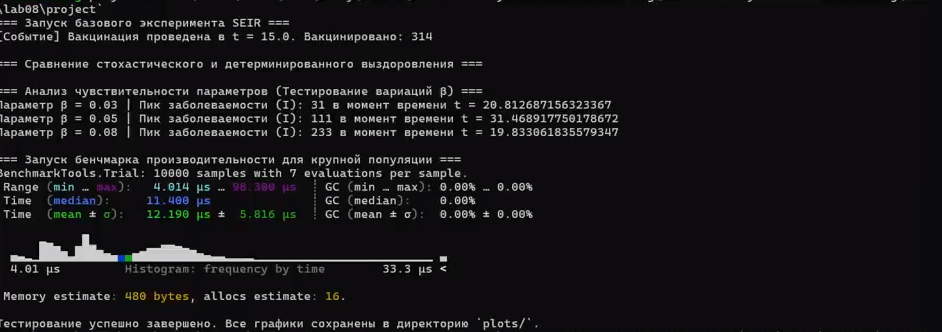 \lab08\project`
=== Запуск базового эксперимента SEIR ===
[Событие] Вакцинация проведена в t = 15.0. Вакцинировано: 314
=== Сравнение стохастического и детерминированного выздоровления ===
=== Анализ чувствительности параметров (Тестирование вариаций β) ===
Параметр β = 0.03 | Пик заболеваемости (I): 31 в момент времени t = 20.812687156323367
Параметр β = 0.05 | Пик заболеваемости (I): 111 в момент времени t = 31.468917750178672
Параметр β = 0.08 | Пик заболеваемости (I): 233 в момент времени t = 19.833061835579347
=== Запуск бенчмарка производительности для крупной популяции ===
BenchmarkTools.Trial: 10000 samples with 7 evaluations per sample.
Range (min … max): 4.014 μs … 98.300 μs ┊ GC (min … max): 0.00% … 0.00%
Time (median): 11.400 μs ┊ GC (median): 0.00%
Time (mean ± σ): 12.190 μs ± 5.816 μs ┊ GC (mean ± σ): 0.00% ± 0.00%
4.01 μs Histogram: frequency by time 33.3 μs <
Memory estimate: 480 bytes, allocs estimate: 16.
Тестирование успешно завершено. Все графики сохранены в директорию `plots/`.